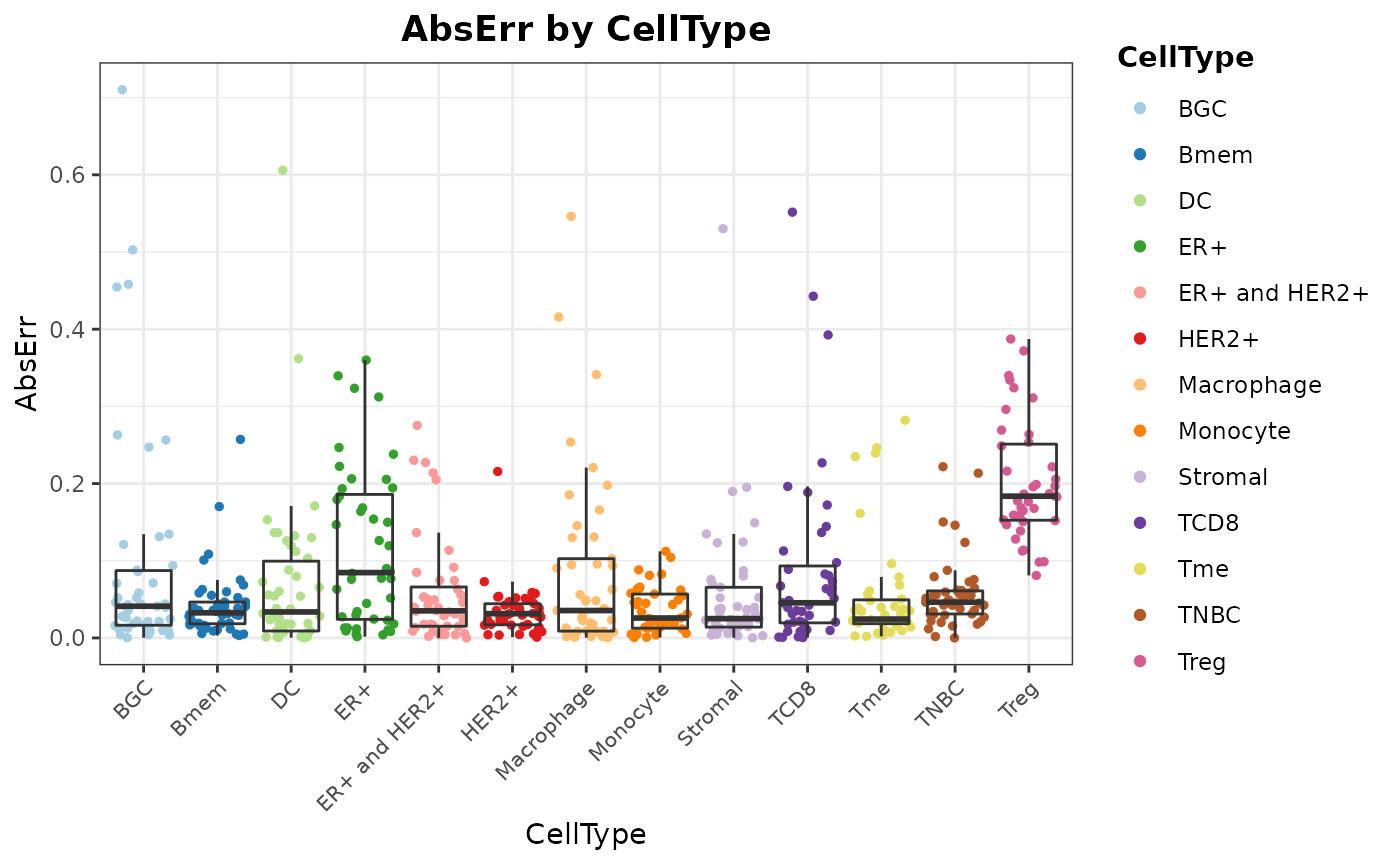 AbsErr by CellType
AbsErr
0.6
0.4
0.2
0.0
BGC
Bmem
DC
ER+
ER+ and HER2+
HER2+
Macrophage
Monocyte
Stromal
TCD8
Tme
TNBC
Treg
CellType
CellType
BGC
Bmem
DC
ER+
ER+ and HER2+
HER2+
Macrophage
Monocyte
Stromal
TCD8
Tme
TNBC
Treg